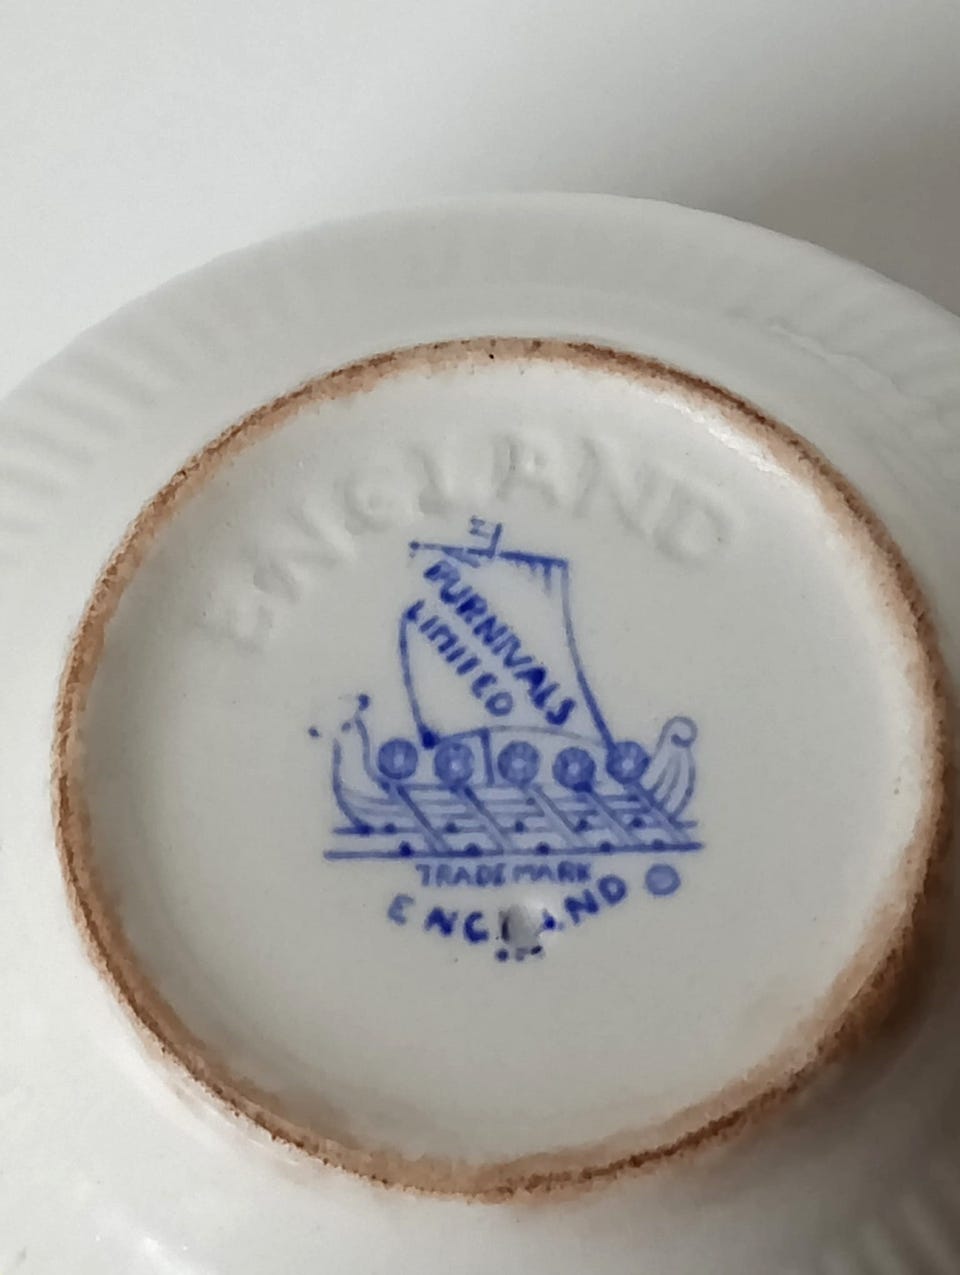 ENGLAND
FURNIVALS
LIMITED
TRADE MARK
ENGLAND